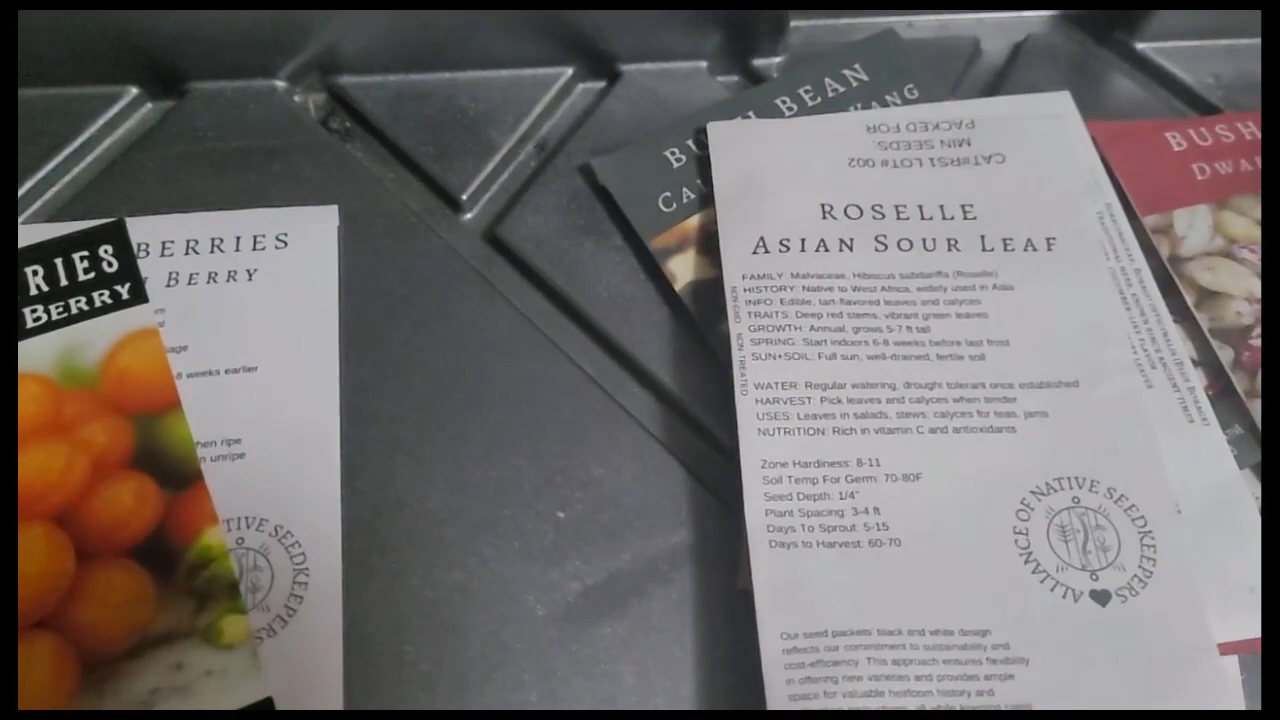 RIES
BERRY
BERRIES
BERRY
8 weeks earlier
hen ripe
n unripe
TIVE SEEDKEEPERS
BUSH BEAN
CA
KANG
BUSH
DWA
PACKED FOR
MIN SEEDS:
CAT#RS1 LOT# 002
ROSELLE
ASIAN SOUR LEAF
FAMILY: Malvaceae, Hibiscus sabdariffa (Roselle)
HISTORY: Native to West Africa, widely used in Asia
INFO: Edible, tart-flavored leaves and calyces
TRAITS: Deep red stems, vibrant green leaves
GROWTH: Annual, grows 5-7 ft tall
SPRING: Start indoors 6-8 weeks before last frost
SUN+SOIL: Full sun, well-drained, fertile soil
NON-GMO NON-TREATED
WATER: Regular watering, drought tolerant once established
HARVEST: Pick leaves and calyces when tender
USES: Leaves in salads, stews, calyces for teas, jams
NUTRITION: Rich in vitamin C and antioxidants
Zone Hardiness: 8-11
Soil Temp For Germ: 70-80F
Seed Depth: 1/4"
Plant Spacing: 3-4 ft
Days To Sprout: 5-15
Days to Harvest: 60-70
ALLIANCE OF NATIVE SEEDKEEPERS
Our seed packets' black and white design
reflects our commitment to sustainability and
cost-efficiency. This approach ensures flexibility
in offering new varieties and provides ample
space for valuable heirloom history and